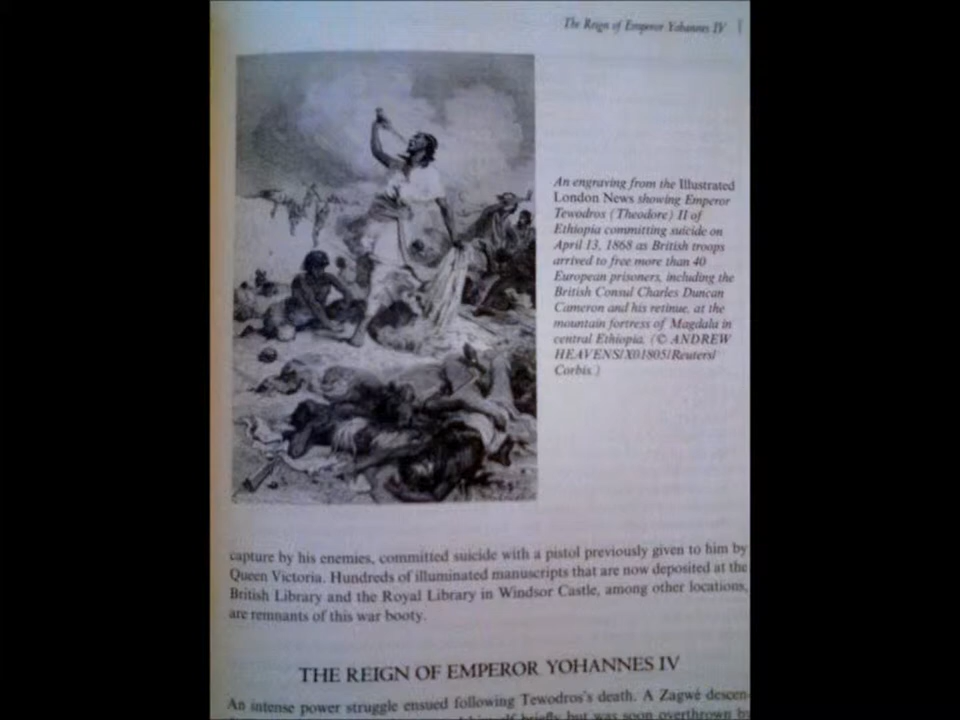 The Reign of Emperor Yohannes IV
An engraving from the Illustrated
London News showing Emperor
Tewodros (Theodore) II of
Ethiopia committing suicide on
April 13, 1868 as British troops
arrived to free more than 40
European prisoners, including the
British Consul Charles Duncan
Cameron and his retinue, at the
mountain fortress of Magdala in
central Ethiopia. (© ANDREW
HEAVENS/X01805/Reuters/
Corbis.)
capture by his enemies, committed suicide with a pistol previously given to him by
Queen Victoria. Hundreds of illuminated manuscripts that are now deposited at the
British Library and the Royal Library in Windsor Castle, among other locations,
are remnants of this war booty.
THE REIGN OF EMPEROR YOHANNES IV
An intense power struggle ensued following Tewodros's death. A Zagwé descen-
briefly but was soon overthrown by